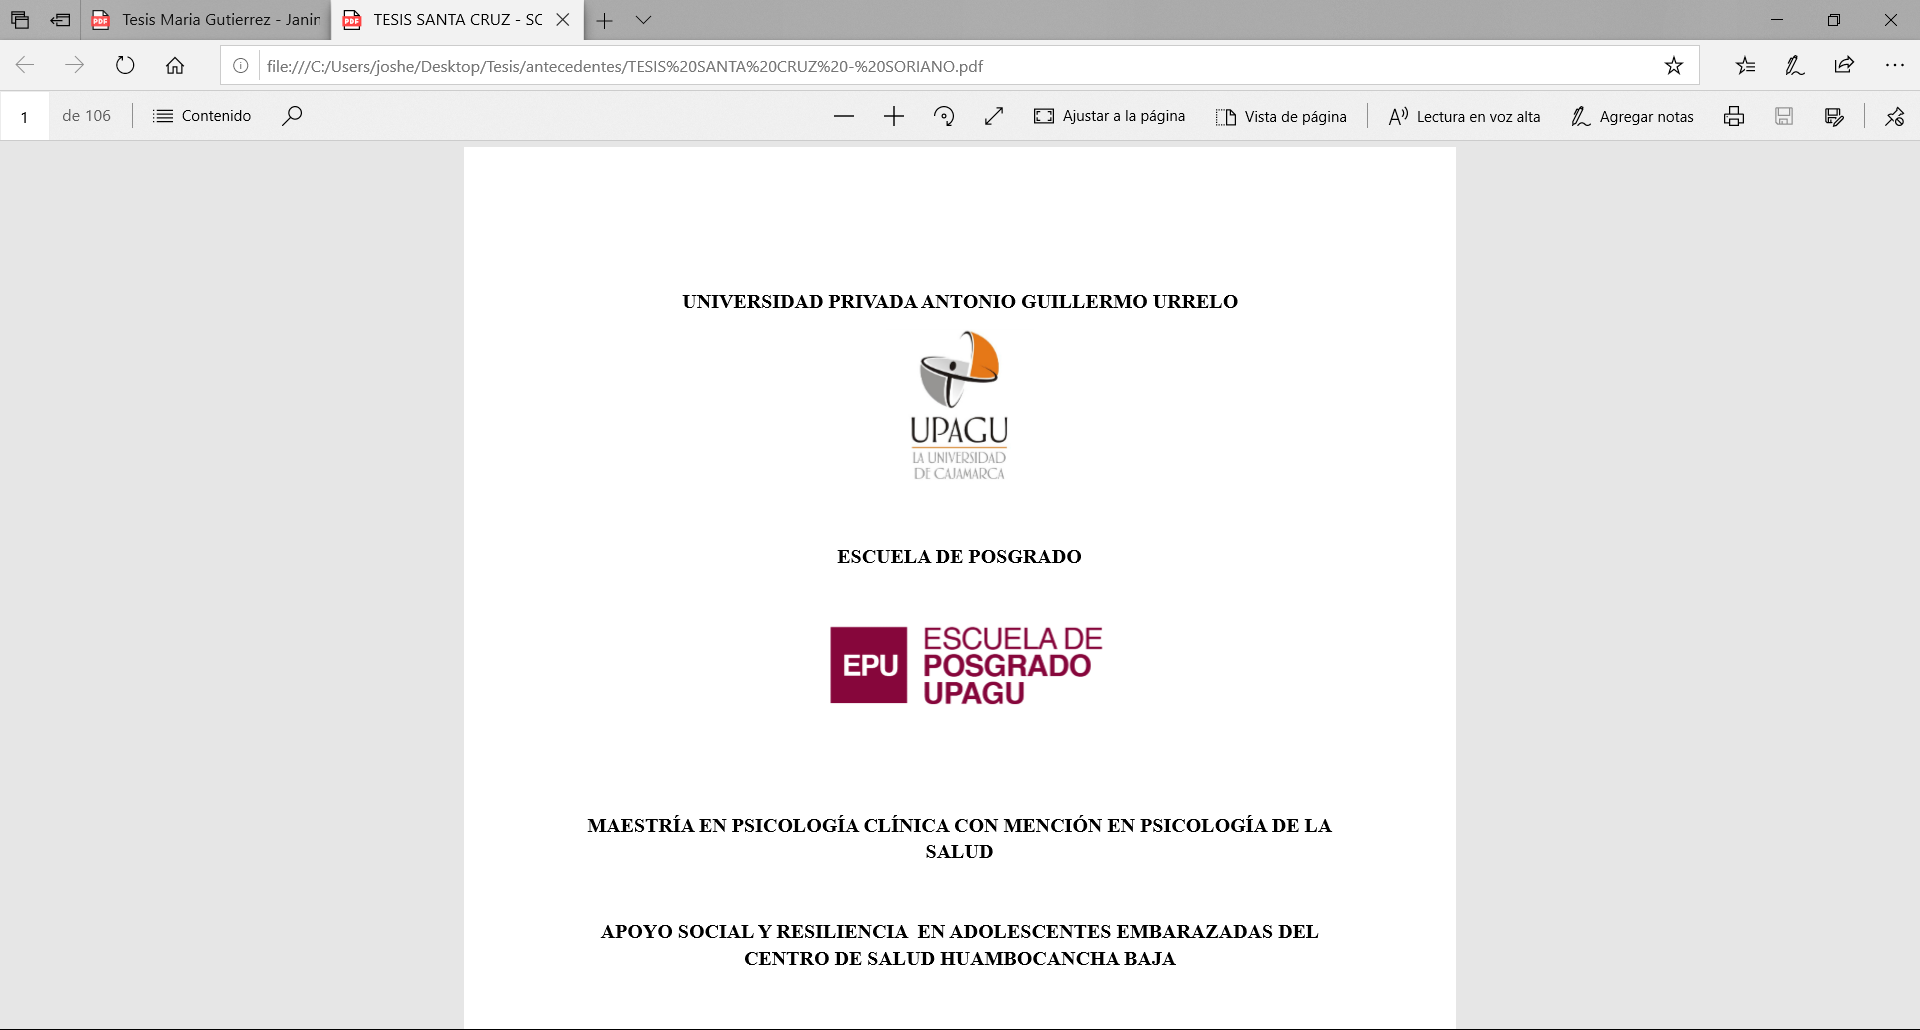 Tesis Maria Gutierrez - Janir
TESIS SANTA CRUZ - SC
file:///C:/Users/joshe/Desktop/Tesis/antecedentes/TESIS%20SANTA%20CRUZ%20-%20SORIANO.pdf
1 de 106 Contenido Ajustar a la página Vista de página Lectura en voz alta Agregar notas
UNIVERSIDAD PRIVADA ANTONIO GUILLERMO URRELO
UPAGU
LA UNIVERSIDAD
DE CAJAMARCA
ESCUELA DE POSGRADO
EPU
ESCUELA DE
POSGRADO
UPAGU
MAESTRÍA EN PSICOLOGÍA CLÍNICA CON MENCIÓN EN PSICOLOGÍA DE LA
SALUD
APOYO SOCIAL Y RESILIENCIA EN ADOLESCENTES EMBARAZADAS DEL
CENTRO DE SALUD HUAMBOCANCHA BAJA